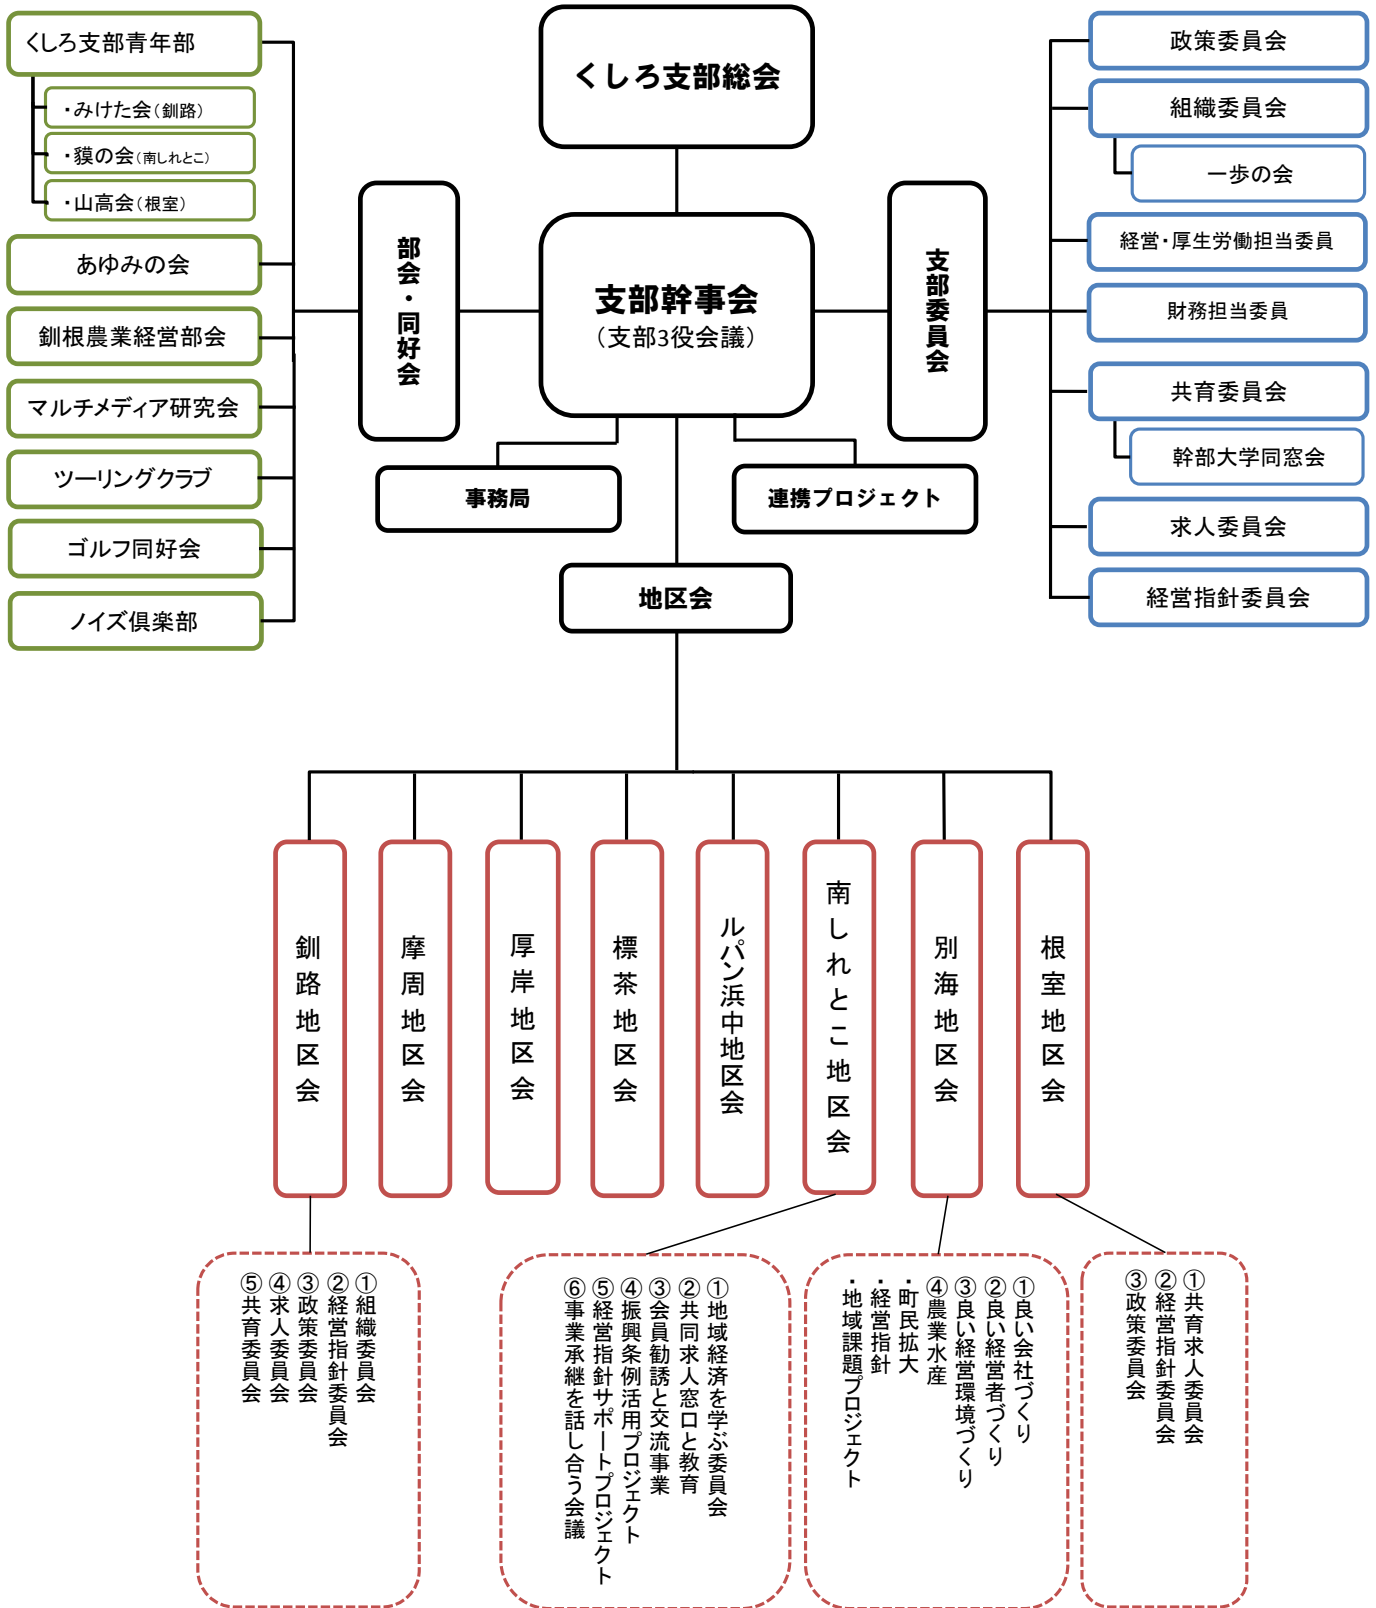 くしろ支部総会
支部幹事会
（支部3役会議）
部会・同好会
支部委員会
事務局
連携プロジェクト
地区会
くしろ支部青年部
・みけた会（釧路）
・獏の会（南しれとこ）
・山高会（根室）
あゆみの会
釧根農業経営部会
マルチメディア研究会
ツーリングクラブ
ゴルフ同好会
ノイズ倶楽部
政策委員会
組織委員会
一歩の会
経営・厚生労働担当委員
財務担当委員
共育委員会
幹部大学同窓会
求人委員会
経営指針委員会
釧路地区会
摩周地区会
厚岸地区会
標茶地区会
ルパン浜中地区会
南しれとこ地区会
別海地区会
根室地区会
①組織委員会
②経営指針委員会
③政策委員会
④求人委員会
⑤共育委員会
①地域経済を学ぶ委員会
②共同求人窓口と教育
③会員勧誘と交流事業
④振興条例活用プロジェクト
⑤経営指針サポートプロジェクト
⑥事業承継を話し合う会議
①良い会社づくり
②良い経営者づくり
③良い経営環境づくり
④農業水産
・町民拡大
・経営指針
・地域課題プロジェクト
①共育求人委員会
②経営指針委員会
③政策委員会